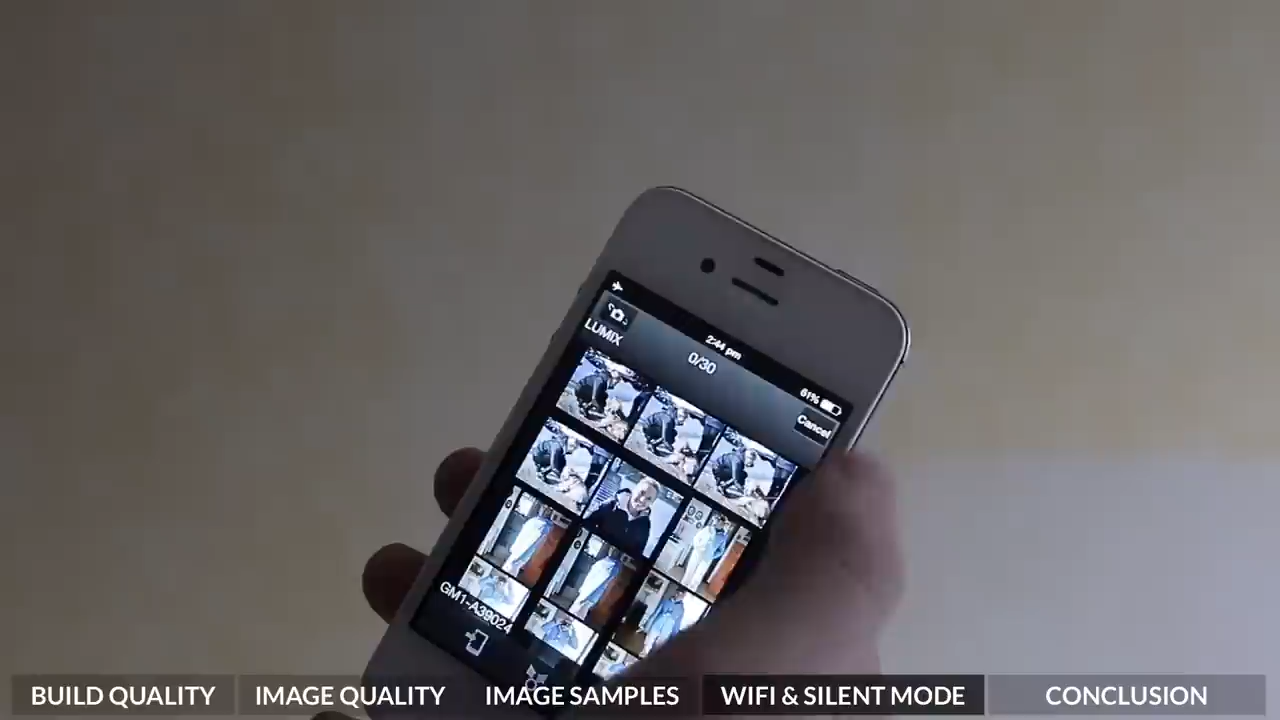 2:44 pm
61%
LUMIX
0/30
Cancel
GM1-A39024
BUILD QUALITY
IMAGE QUALITY
IMAGE SAMPLES
WIFI & SILENT MODE
CONCLUSION